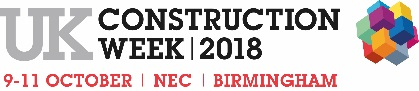 UK CONSTRUCTION
WEEK | 2018
9-11 OCTOBER | NEC | BIRMINGHAM